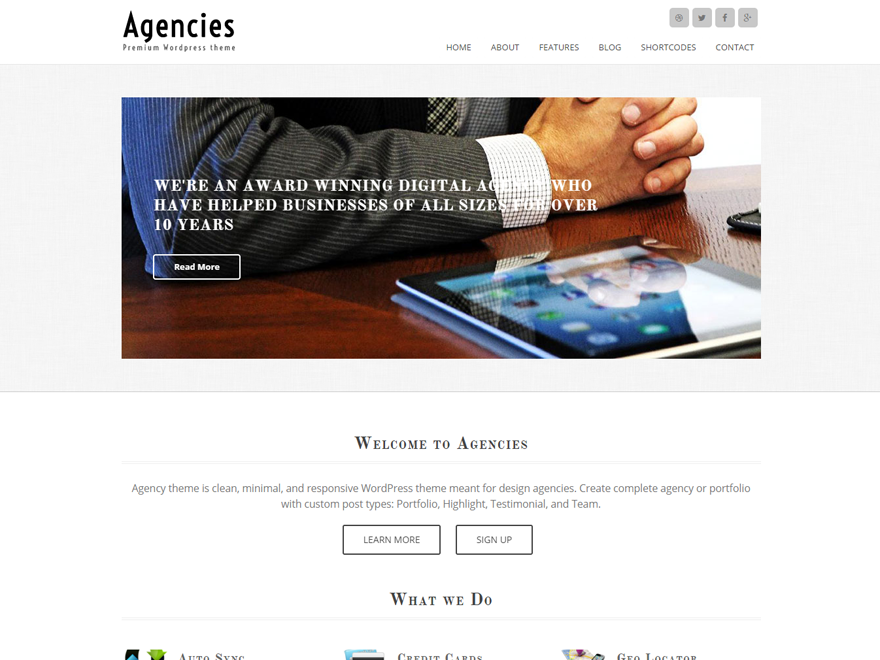 Agencies
Premium Wordpress theme
HOME ABOUT FEATURES BLOG SHORTCODES CONTACT
WE'RE AN AWARD WINNING DIGITAL AGENCY WHO
HAVE HELPED BUSINESSES OF ALL SIZES FOR OVER
10 YEARS
Read More
Welcome to Agencies
Agency theme is clean, minimal, and responsive WordPress theme meant for design agencies. Create complete agency or portfolio
with custom post types: Portfolio, Highlight, Testimonial, and Team.
LEARN MORE SIGN UP
What we Do
Auto Sync Credit Cards Geo Locator